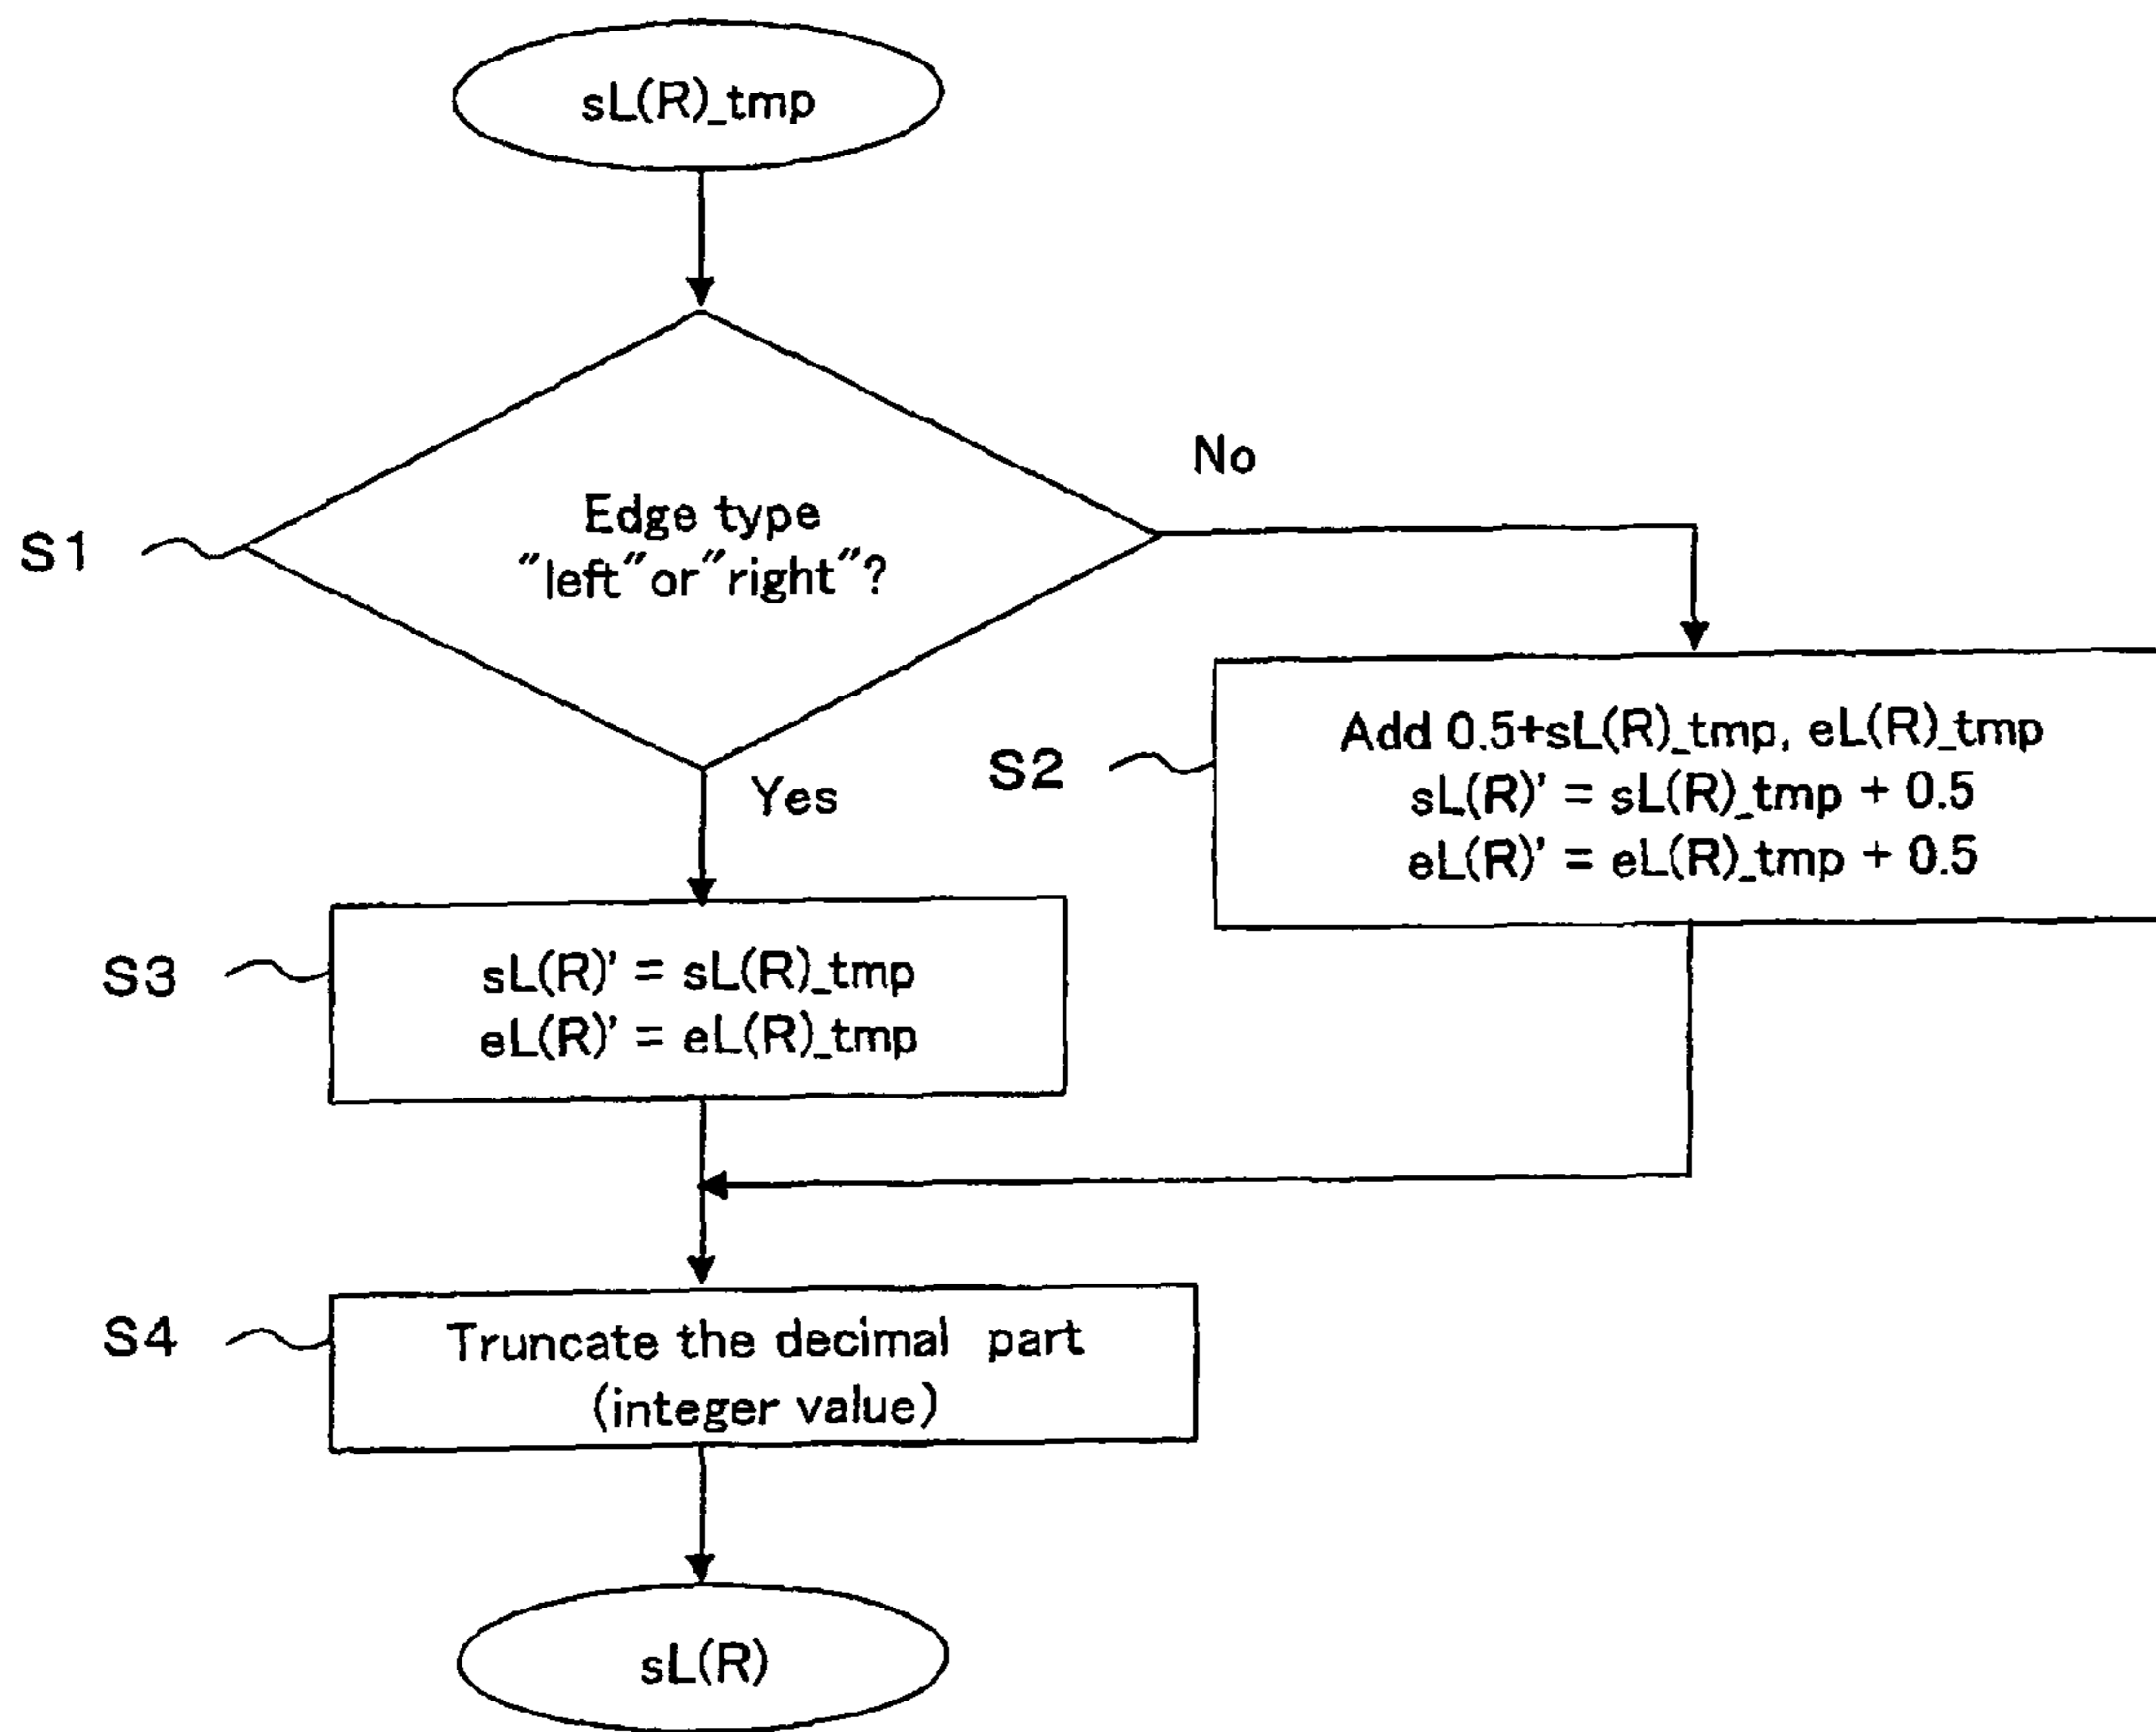 sL(R)_tmp
No
S1
Edge type
"left"or"right"?
Yes
S2
Add 0.5+sL(R)_tmp, eL(R)_tmp
sL(R)' = sL(R)_tmp + 0.5
eL(R)' = eL(R)_tmp + 0.5
S3
sL(R)' = sL(R)_tmp
eL(R)' = eL(R)_tmp
S4
Truncate the decimal part
(integer value)
sL(R)